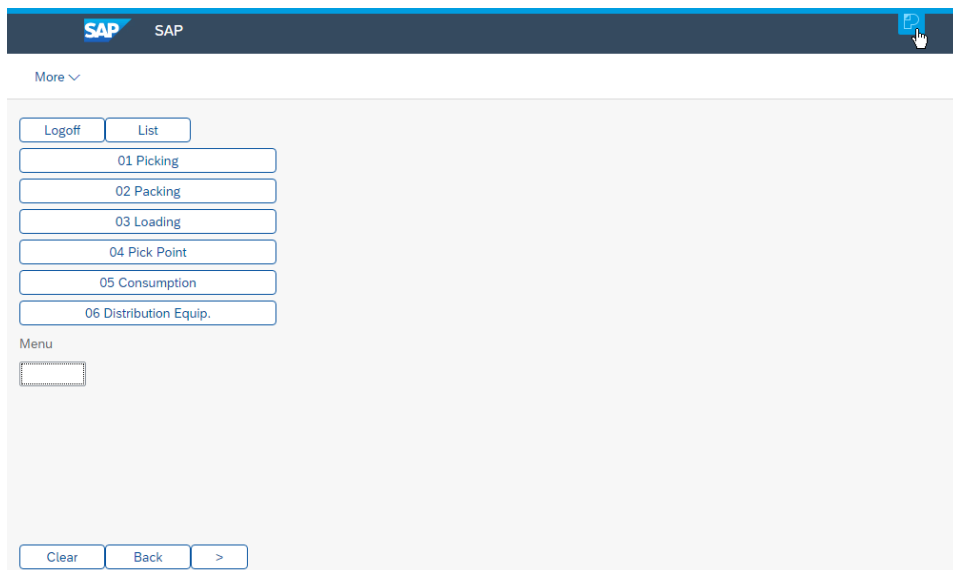 SAP SAP
More
Logoff List
01 Picking
02 Packing
03 Loading
04 Pick Point
05 Consumption
06 Distribution Equip.
Menu
Clear Back >